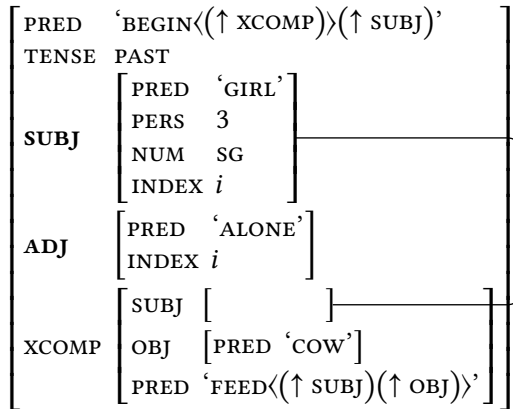 PRED ‘BEGIN⟨(↑ XCOMP)⟩(↑ SUBJ)’
TENSE PAST
SUBJ [PRED ‘GIRL’
PERS 3
NUM SG
INDEX i]
ADJ [PRED ‘ALONE’
INDEX i]
XCOMP [SUBJ [ ]
OBJ [PRED ‘COW’]
PRED ‘FEED⟨(↑ SUBJ)(↑ OBJ)⟩’]